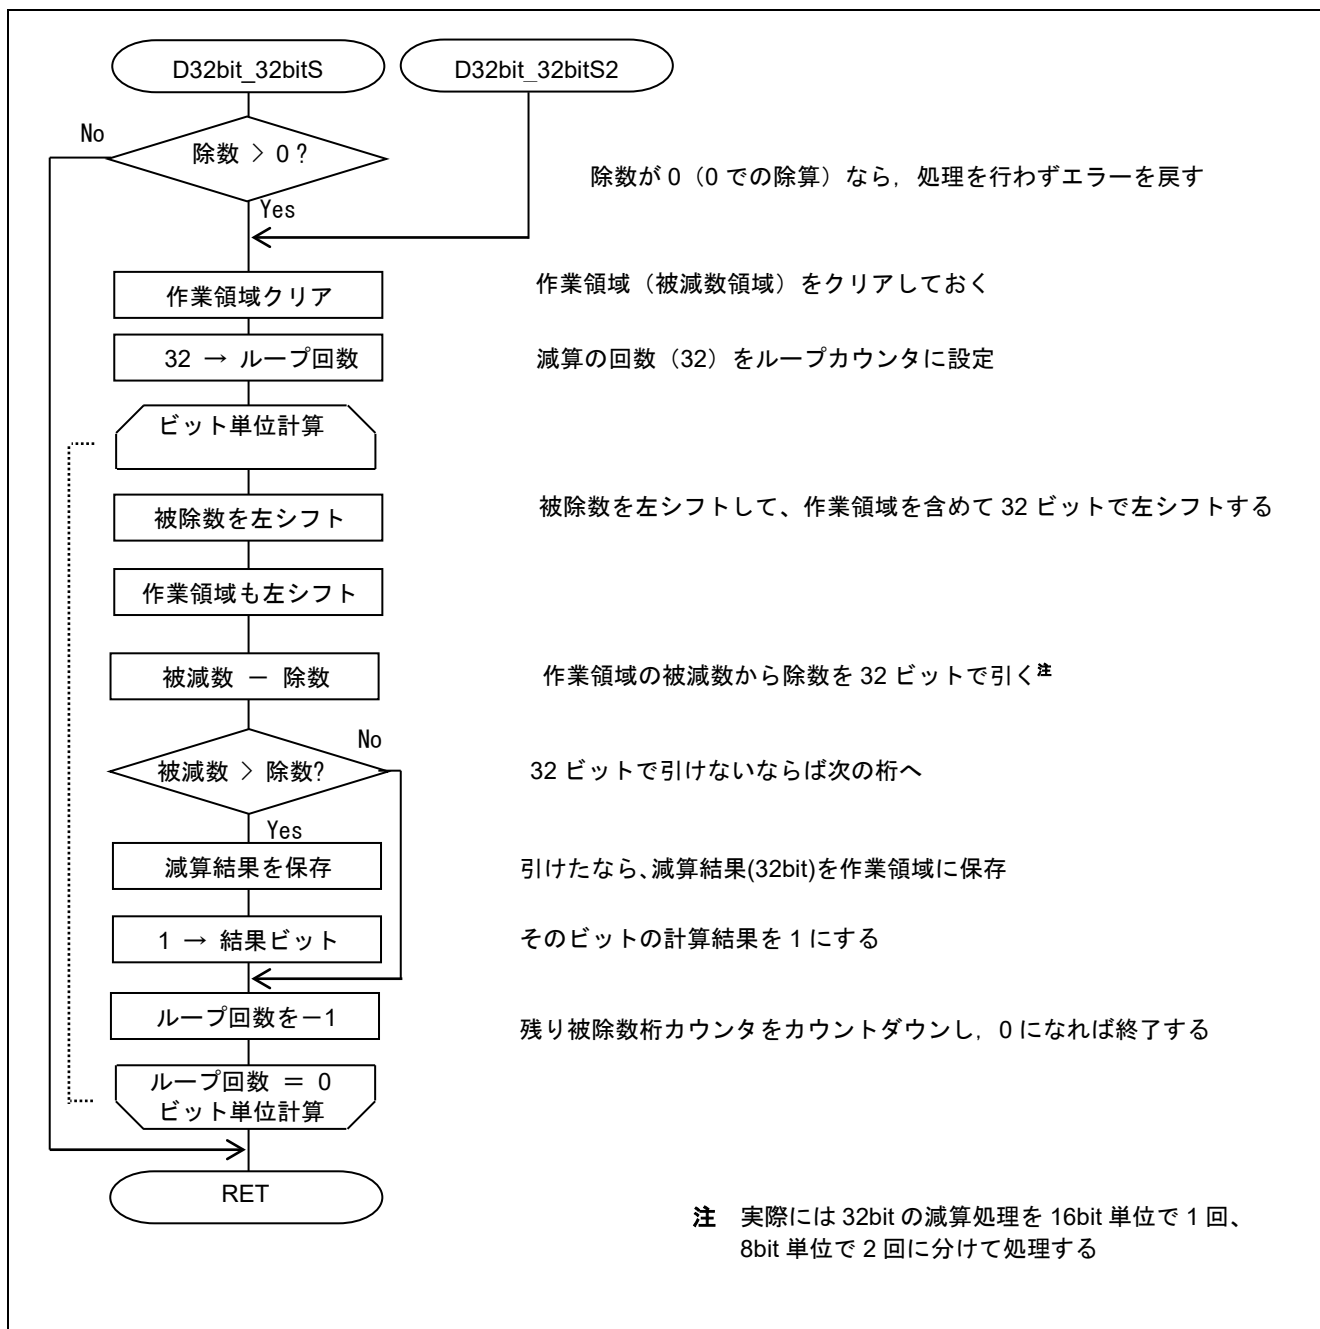 D32bit_32bitS
D32bit_32bitS2
No
除数 > 0?
除数が 0（0 での除算）なら，処理を行わずエラーを戻す
Yes
作業領域クリア
作業領域（被減数領域）をクリアしておく
32 → ループ回数
減算の回数（32）をループカウンタに設定
ビット単位計算
被除数を左シフト
被除数を左シフトして、作業領域を含めて 32 ビットで左シフトする
作業領域も左シフト
被減数 － 除数
作業領域の被減数から除数を 32 ビットで引く注
No
被減数 > 除数?
32 ビットで引けないならば次の桁へ
Yes
減算結果を保存
引けたなら、減算結果(32bit)を作業領域に保存
1 → 結果ビット
そのビットの計算結果を 1 にする
ループ回数を－1
残り被除数桁カウンタをカウントダウンし，0 になれば終了する
ループ回数 ＝ 0
ビット単位計算
RET
注 実際には 32bit の減算処理を 16bit 単位で 1 回、
8bit 単位で 2 回に分けて処理する